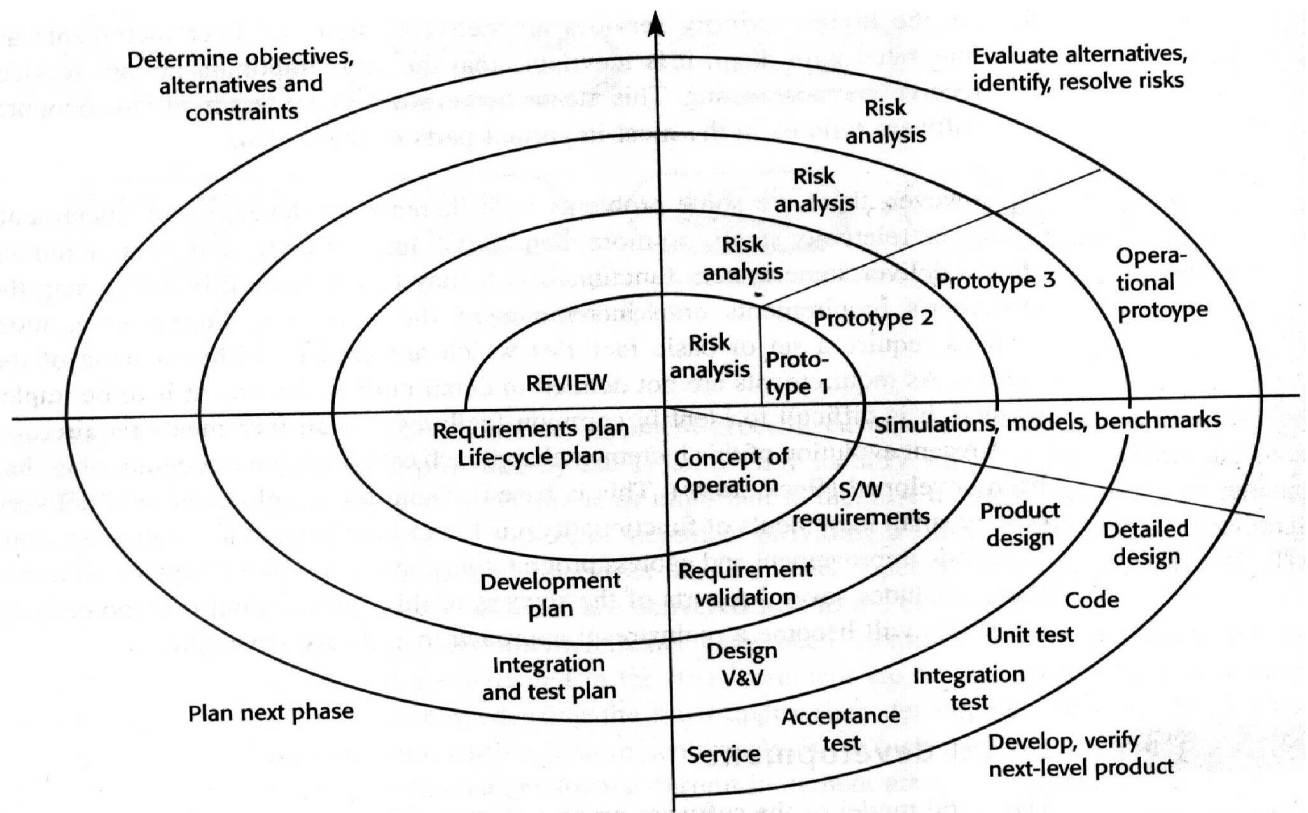 Determine objectives,
alternatives and
constraints
Evaluate alternatives,
identify, resolve risks
Risk
analysis
Risk
analysis
Risk
analysis
Risk
analysis
REVIEW
Proto-
type 1
Prototype 2
Prototype 3
Opera-
tional
protoype
Requirements plan
Life-cycle plan
Simulations, models, benchmarks
Concept of
Operation
S/W
requirements
Product
design
Detailed
design
Development
plan
Requirement
validation
Code
Unit test
Integration
and test plan
Design
V&V
Integration
test
Plan next phase
Acceptance
test
Service
Develop, verify
next-level product